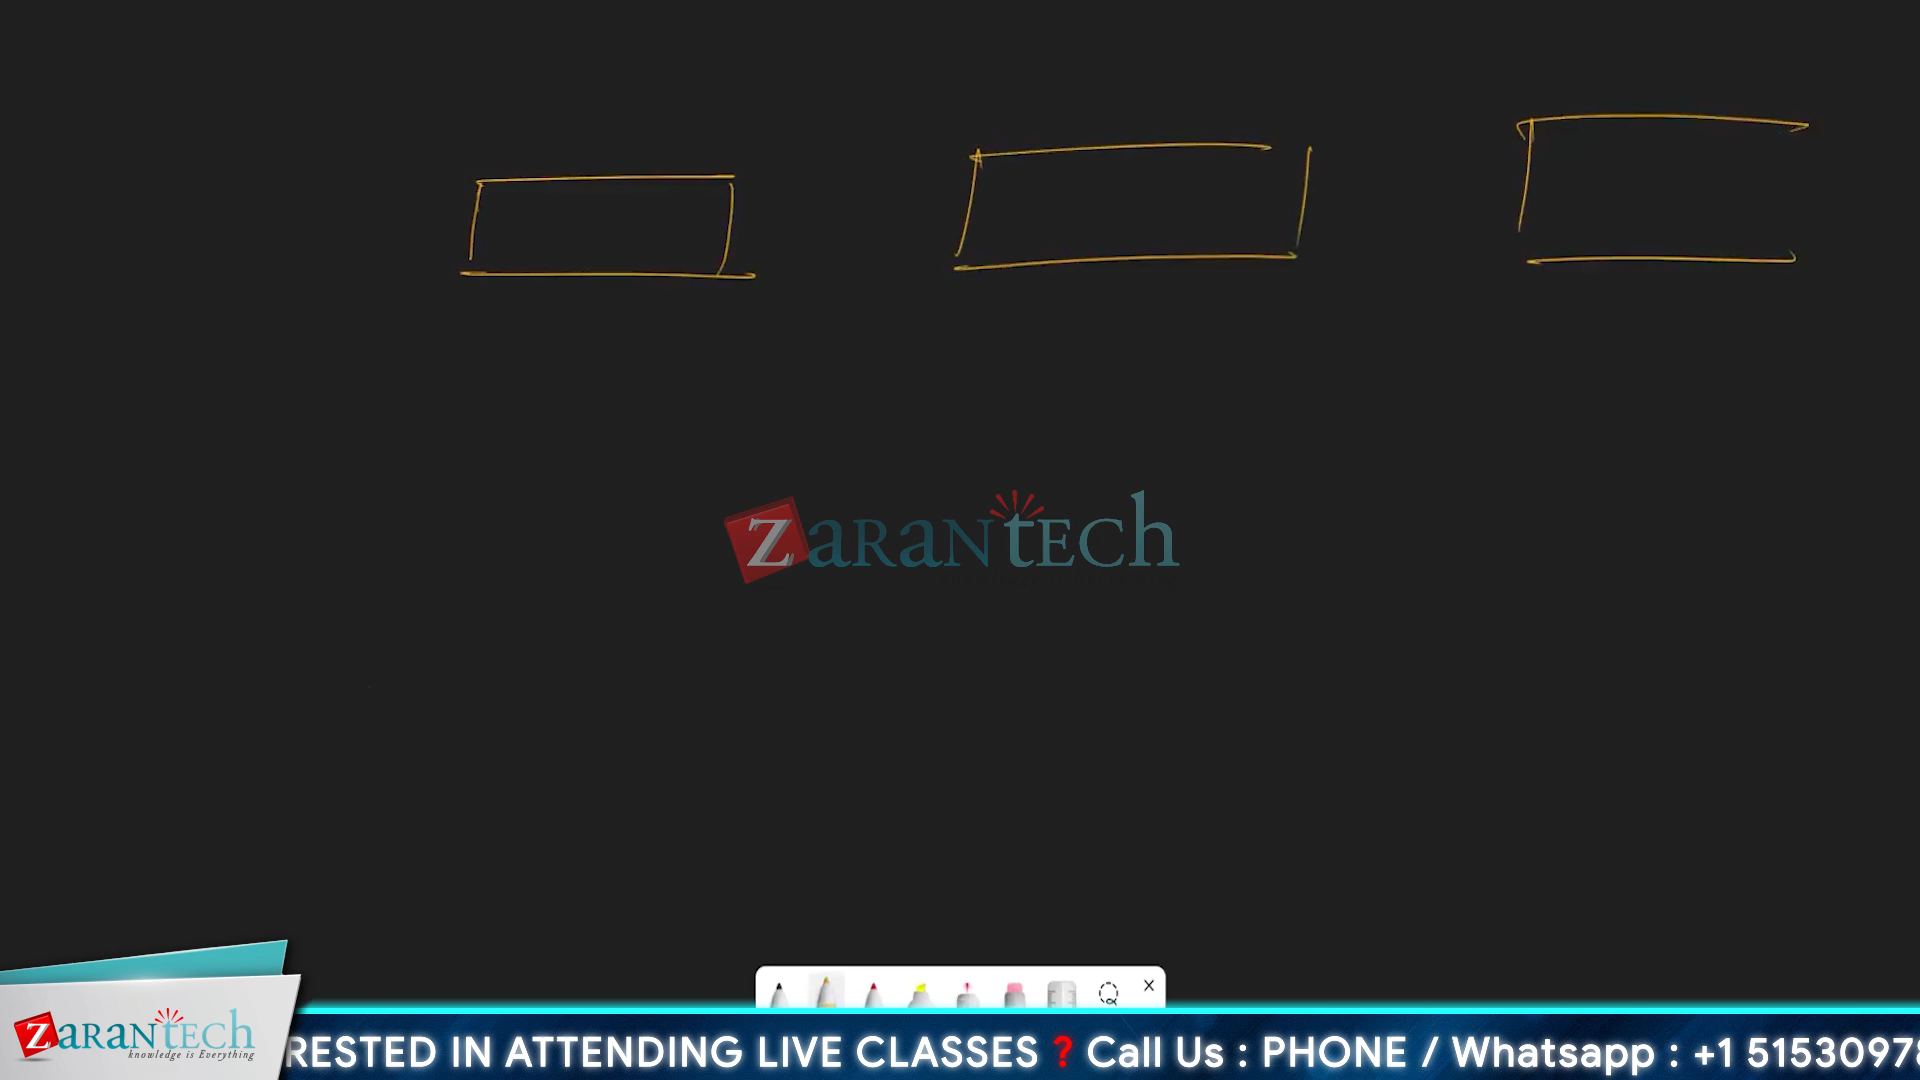 ZaranTech
ZaranTech
knowledge is Everything
RESTED IN ATTENDING LIVE CLASSES ? Call Us : PHONE / Whatsapp : +1 5153097